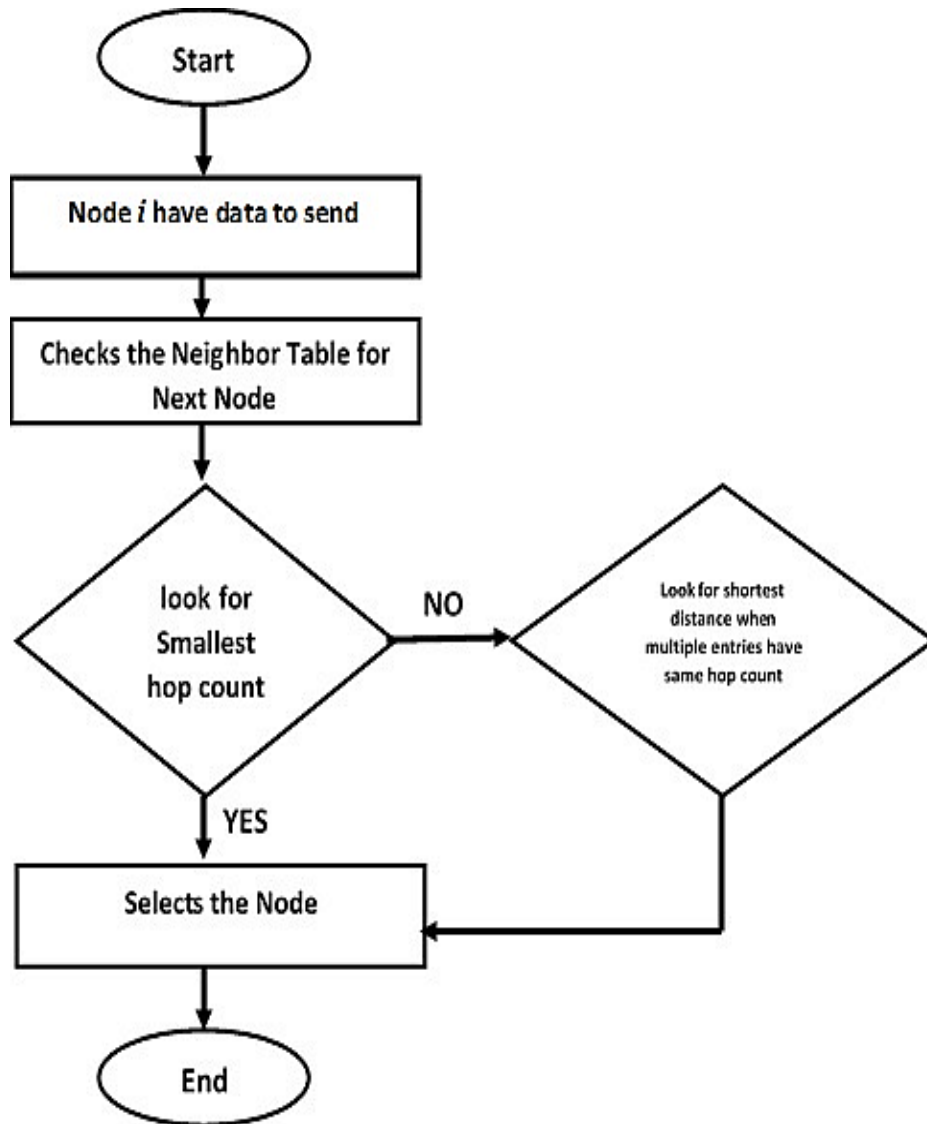 Start
Node i have data to send
Checks the Neighbor Table for
Next Node
look for
Smallest
hop count
NO
Look for shortest
distance when
multiple entries have
same hop count
YES
Selects the Node
End